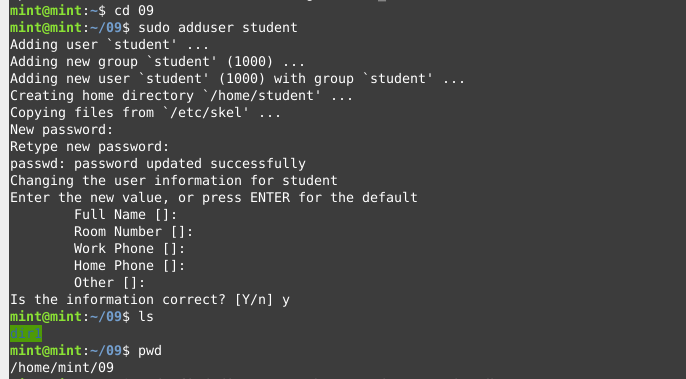 mint@mint:~$ cd 09
mint@mint:~/09$ sudo adduser student
Adding user `student' ...
Adding new group `student' (1000) ...
Adding new user `student' (1000) with group `student' ...
Creating home directory `/home/student' ...
Copying files from `/etc/skel' ...
New password:
Retype new password:
passwd: password updated successfully
Changing the user information for student
Enter the new value, or press ENTER for the default
Full Name []:
Room Number []:
Work Phone []:
Home Phone []:
Other []:
Is the information correct? [Y/n] y
mint@mint:~/09$ ls
dir1
mint@mint:~/09$ pwd
/home/mint/09